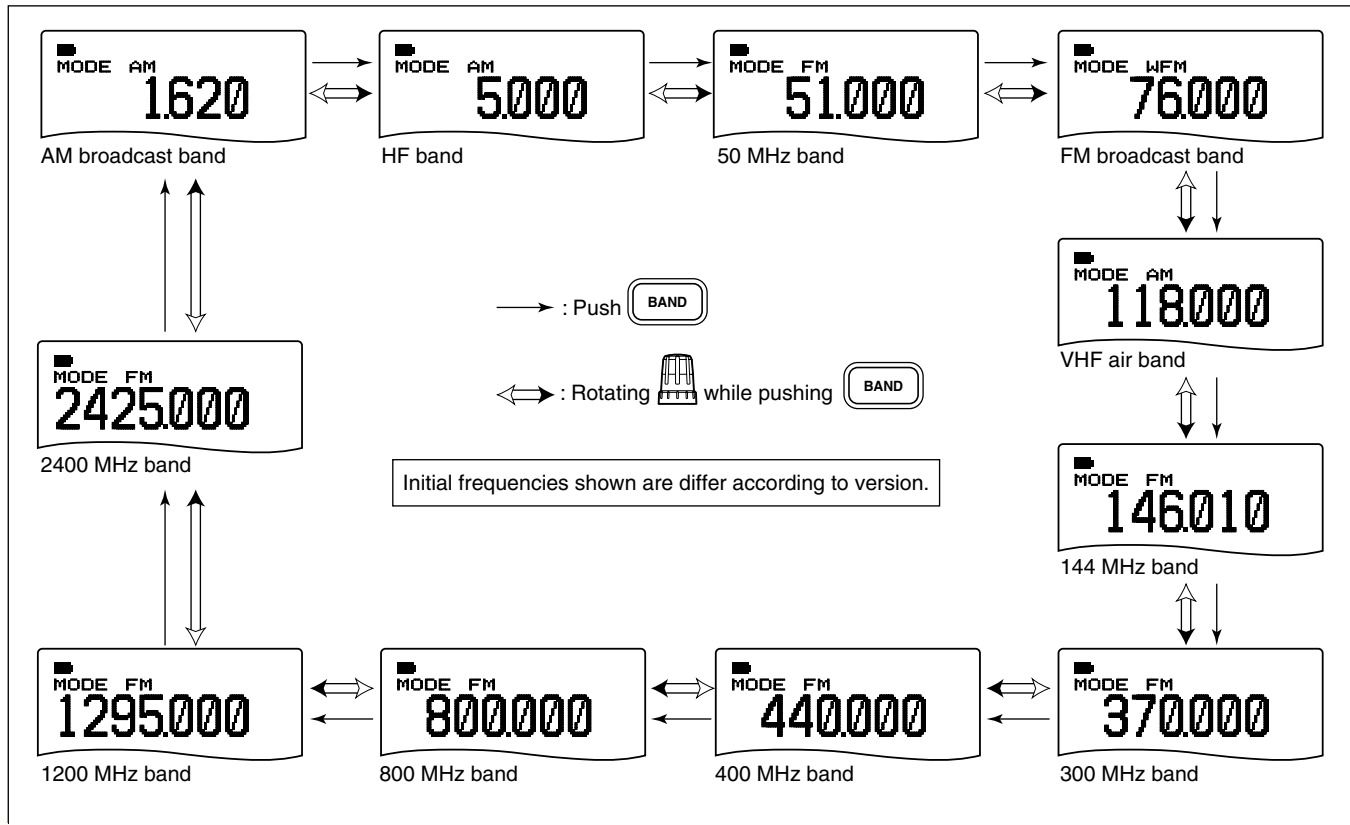 MODE AM
1.620
AM broadcast band
MODE AM
5.000
HF band
MODE FM
51.000
50 MHz band
MODE WFM
76.000
FM broadcast band
MODE AM
118.000
VHF air band
: Push BAND
: Rotating while pushing BAND
MODE FM
2425.000
2400 MHz band
Initial frequencies shown are differ according to version.
MODE FM
146.010
144 MHz band
MODE FM
1295.000
1200 MHz band
MODE FM
800.000
800 MHz band
MODE FM
440.000
400 MHz band
MODE FM
370.000
300 MHz band